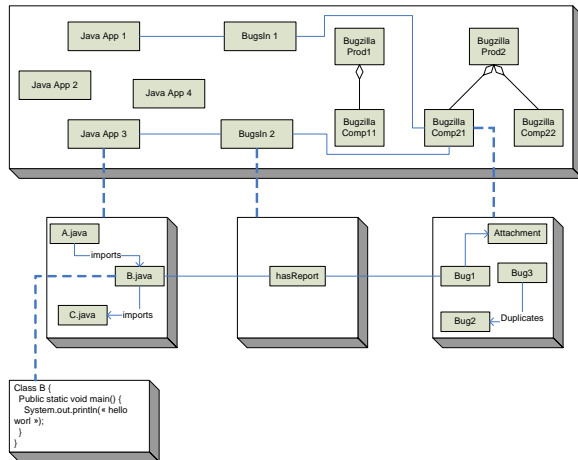 Java App 1
BugsIn 1
Bugzilla
Prod1
Bugzilla
Prod2
Java App 2
Java App 4
Java App 3
BugsIn 2
Bugzilla
Comp11
Bugzilla
Comp21
Bugzilla
Comp22
A.java
imports
B.java
C.java
imports
hasReport
Attachment
Bug1
Bug3
Bug2
Duplicates
Class B {
Public static void main() {
System.out.println(« hello
worl »);
}
}